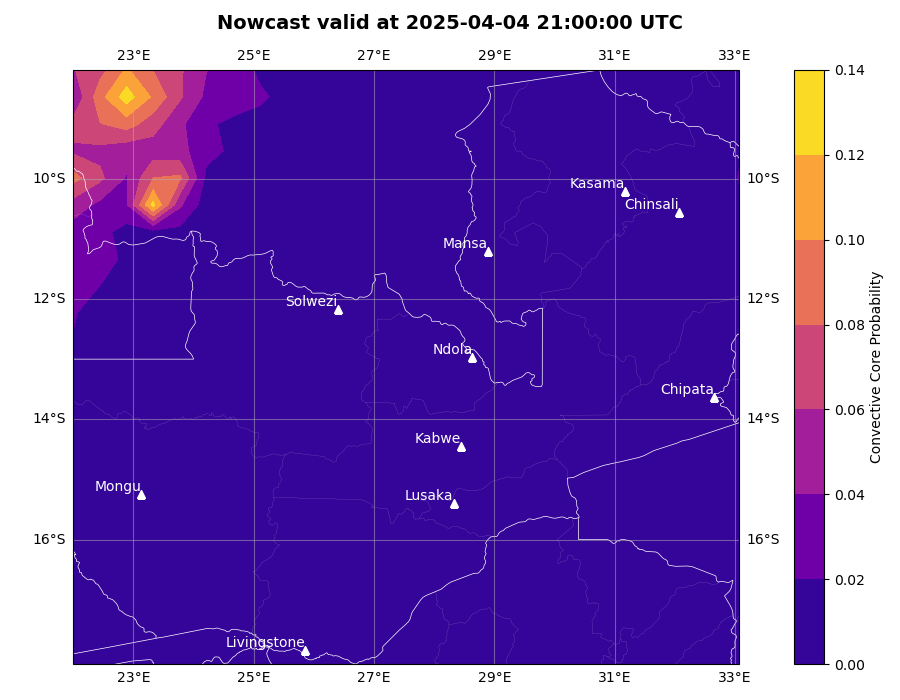 Nowcast valid at 2025-04-04 21:00:00 UTC
23°E 25°E 27°E 29°E 31°E 33°E
0.14
0.12
10°S Kasama 10°S
Chinsali
0.10
Mansa
12°S Solwezi 12°S
0.08
Ndola
Chipata
0.06
14°S 14°S
Kabwe
Mongu
Lusaka
0.04
16°S 16°S
0.02
Livingstone
0.00
23°E 25°E 27°E 29°E 31°E 33°E
Convective Core Probability